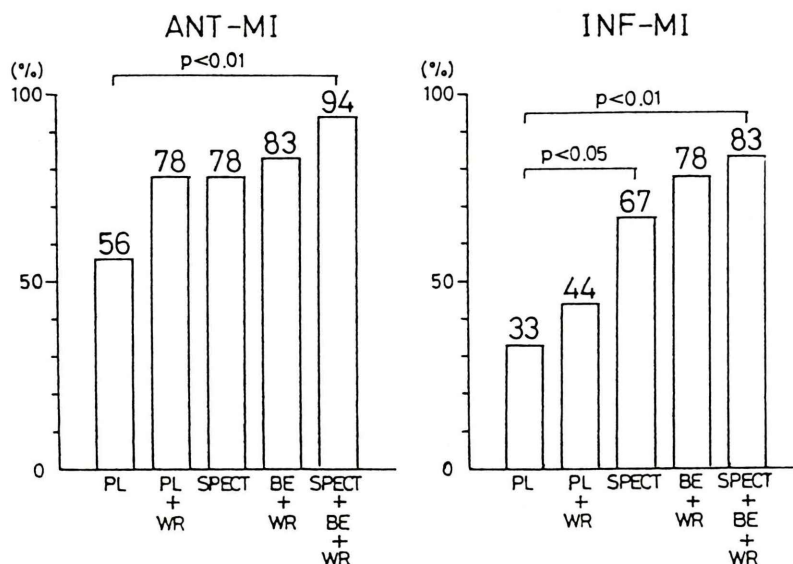 ANT-MI
(%)
p<0.01
100
94
83
78
78
56
50
0
PL
PL
+
WR
SPECT
BE
+
WR
SPECT
+
BE
+
WR
INF-MI
(%)
p<0.01
100
p<0.05
83
78
67
50
44
33
0
PL
PL
+
WR
SPECT
BE
+
WR
SPECT
+
BE
+
WR